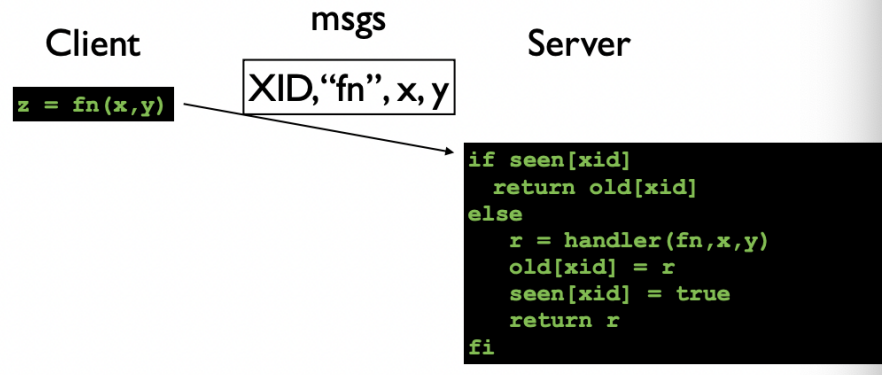 Client
msgs
Server
XID,“fn”, x, y
z = fn(x,y)
if seen[xid]
return old[xid]
else
r = handler(fn,x,y)
old[xid] = r
seen[xid] = true
return r
fi